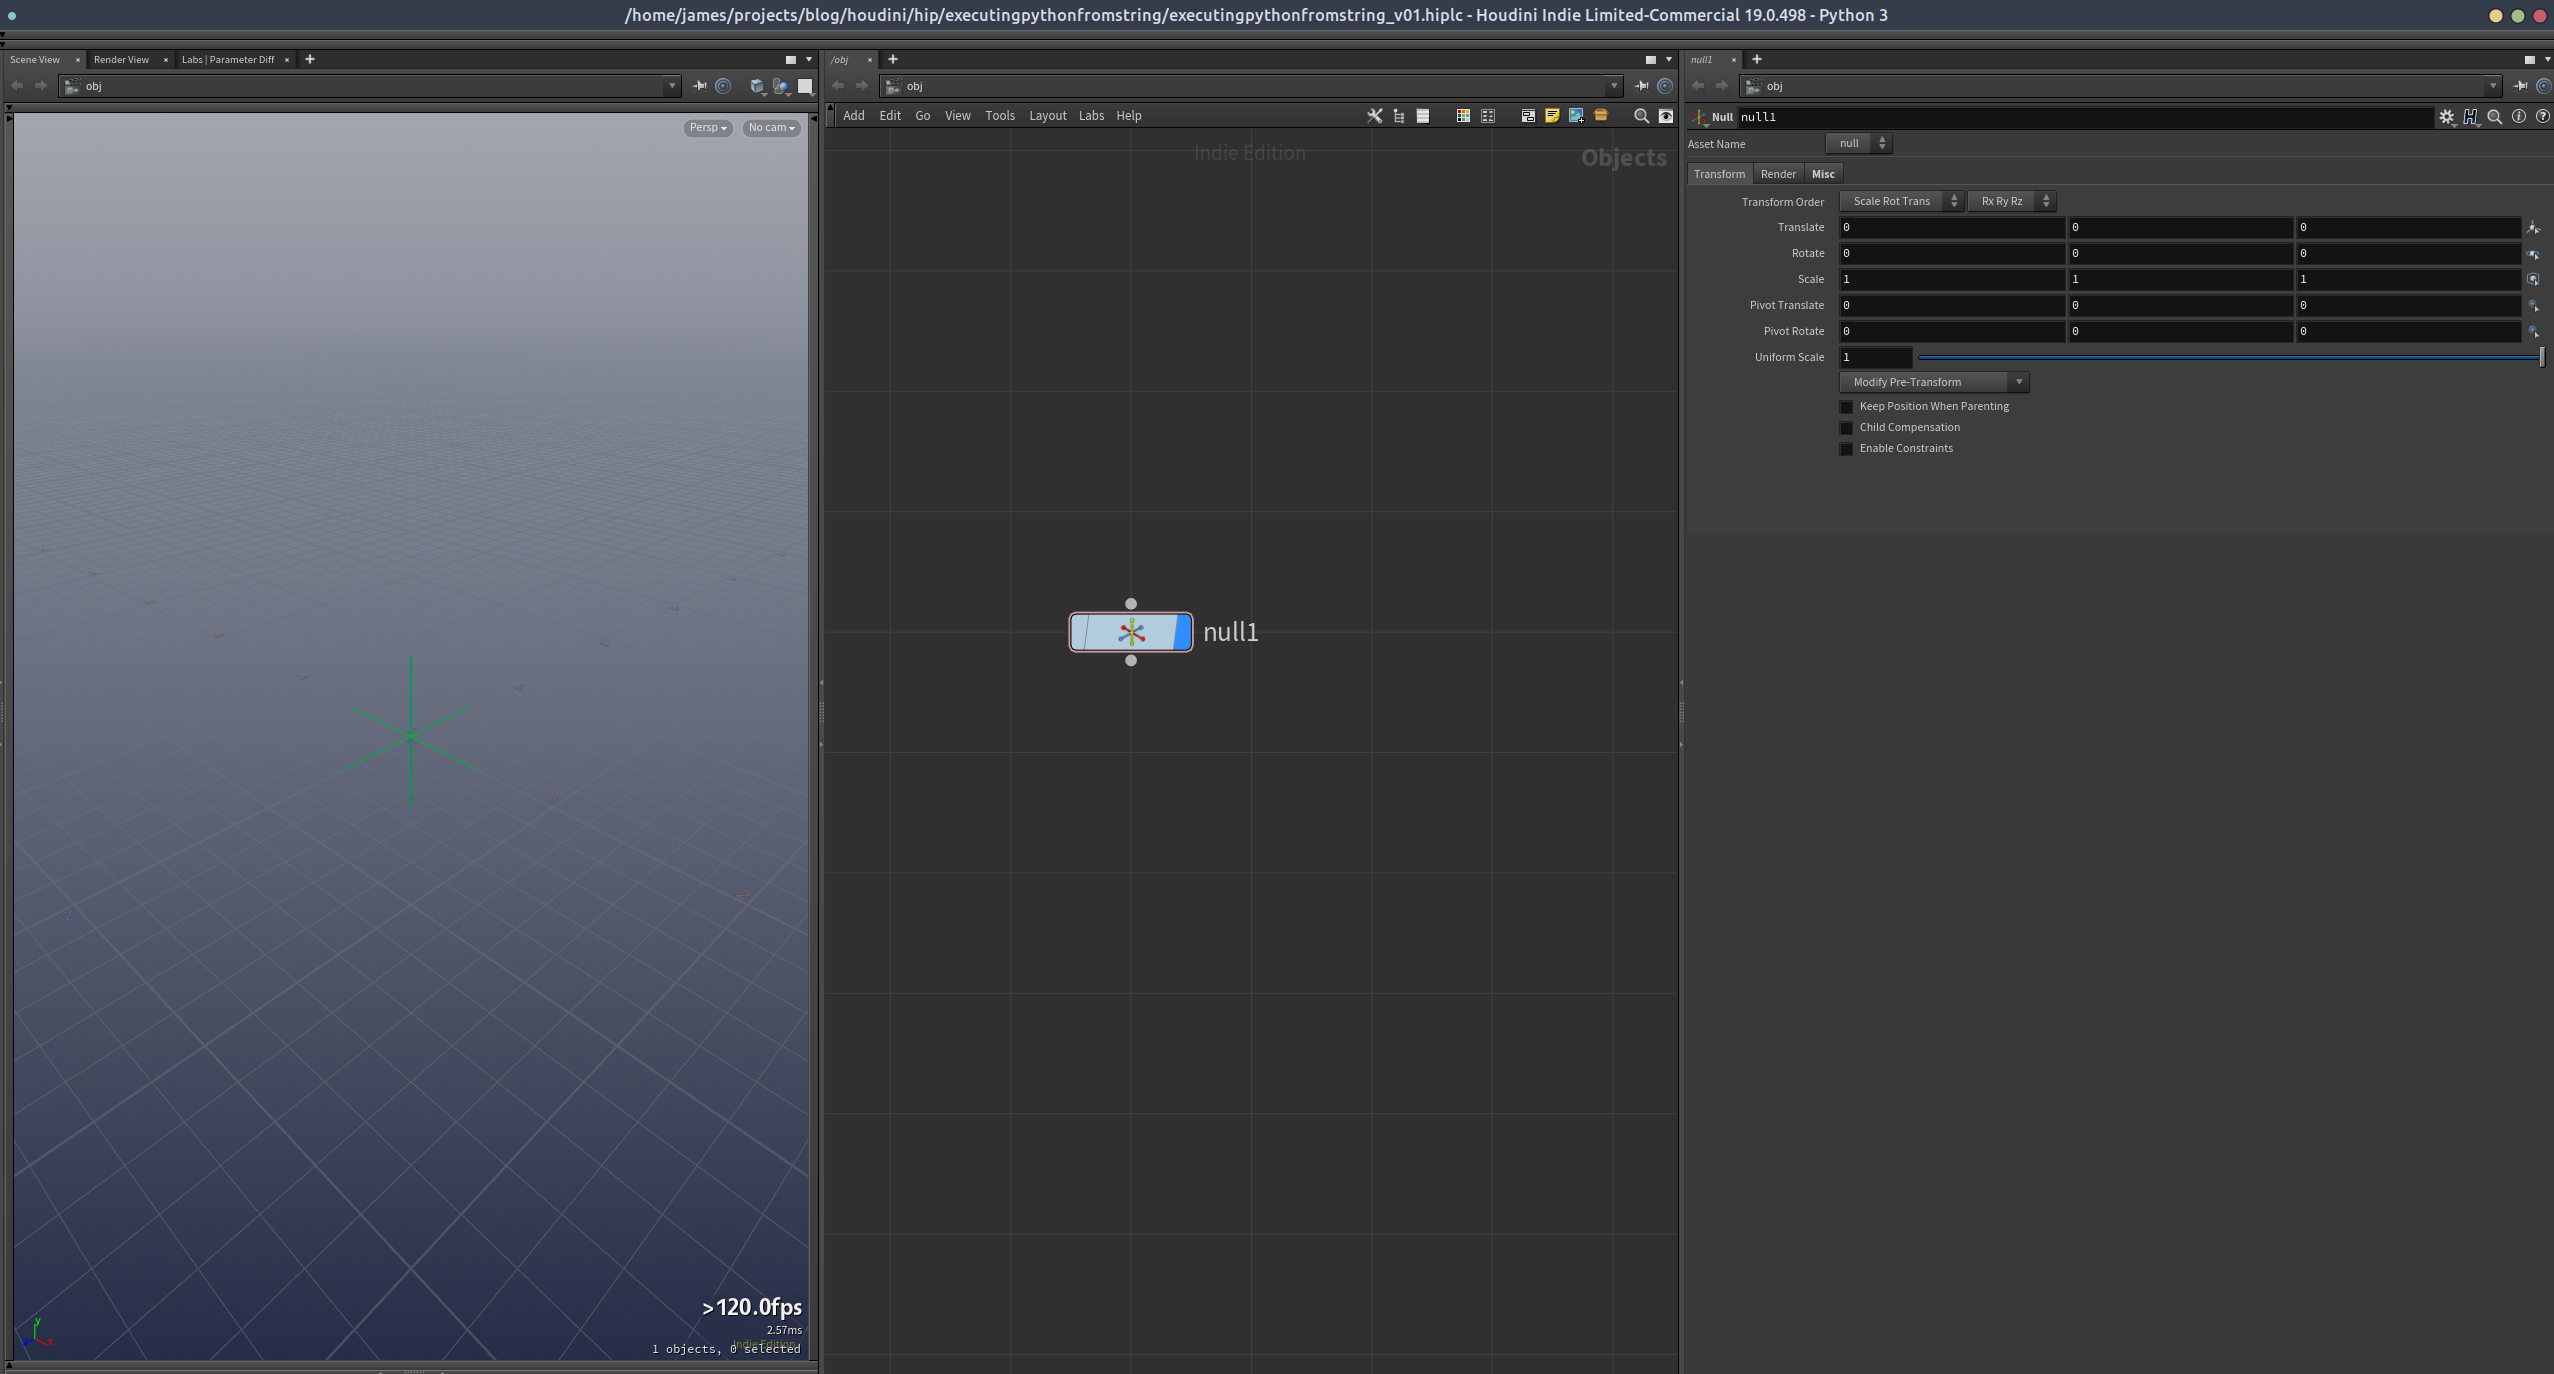 /home/james/projects/blog/houdini/hip/executingpythonfromstring/executingpythonfromstring_v01.hiplc - Houdini Indie Limited-Commercial 19.0.498 - Python 3
Scene View
Render View
Labs | Parameter Diff
obj
Persp
No cam
>120.0fps
2.57ms
Indie Edition
1 objects, 0 selected
y
x
/obj
obj
Add Edit Go View Tools Layout Labs Help
Indie Edition
Objects
null1
null1
obj
Null null1
Asset Name null
Transform Render Misc
Transform Order Scale Rot Trans Rx Ry Rz
Translate 0 0 0
Rotate 0 0 0
Scale 1 1 1
Pivot Translate 0 0 0
Pivot Rotate 0 0 0
Uniform Scale 1
Modify Pre-Transform
Keep Position When Parenting
Child Compensation
Enable Constraints